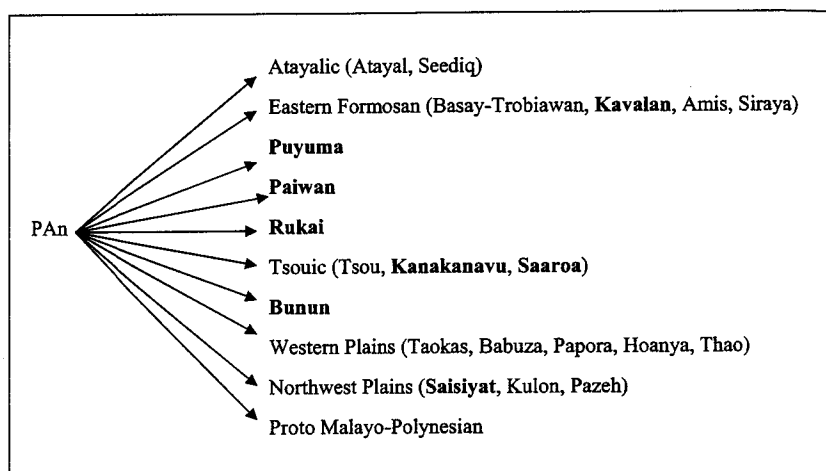 Atayalic (Atayal, Seediq)
Eastern Formosan (Basay-Trobiawan, Kavalan, Amis, Siraya)
Puyuma
Paiwan
PAn
Rukai
Tsouic (Tsou, Kanakanavu, Saaroa)
Bunun
Western Plains (Taokas, Babuza, Papora, Hoanya, Thao)
Northwest Plains (Saisiyat, Kulon, Pazeh)
Proto Malayo-Polynesian